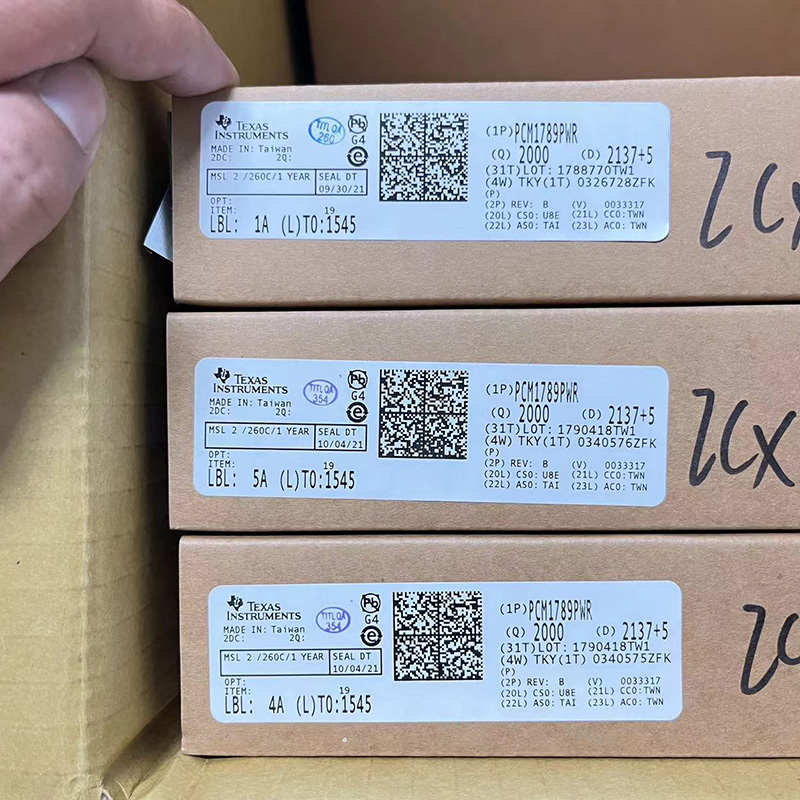 TEXAS
INSTRUMENTS
TITL QA
260
Pb
G4
e
MADE IN: Taiwan
2DC: 2Q:
MSL 2 /260C/1 YEAR
SEAL DT
09/30/21
OPT:
ITEM: 19
LBL: 1A (L)TO:1545
(1P)PCM1789PWR
(Q) 2000 (D) 2137+5
(31T)LOT: 1788770TW1
(4W) TKY(1T) 0326728ZFK
(P)
(2P) REV: B (V) 0033317
(20L) CSO: U8E (21L) CCO:TWN
(22L) ASO: TAI (23L) ACO: TWN
TEXAS
INSTRUMENTS
TITL QA
354
Pb
G4
e
MADE IN: Taiwan
2DC: 2Q:
MSL 2 /260C/1 YEAR
SEAL DT
10/04/21
OPT:
ITEM: 19
LBL: 5A (L)TO:1545
(1P)PCM1789PWR
(Q) 2000 (D) 2137+5
(31T)LOT: 1790418TW1
(4W) TKY(1T) 0340576ZFK
(P)
(2P) REV: B (V) 0033317
(20L) CSO: U8E (21L) CCO:TWN
(22L) ASO: TAI (23L) ACO: TWN
TEXAS
INSTRUMENTS
TITL QA
354
Pb
G4
e
MADE IN: Taiwan
2DC: 2Q:
MSL 2 /260C/1 YEAR
SEAL DT
10/04/21
OPT:
ITEM: 19
LBL: 4A (L)TO:1545
(1P)PCM1789PWR
(Q) 2000 (D) 2137+5
(31T)LOT: 1790418TW1
(4W) TKY(1T) 0340575ZFK
(P)
(2P) REV: B (V) 0033317
(20L) CSO: U8E (21L) CCO:TWN
(22L) ASO: TAI (23L) ACO: TWN